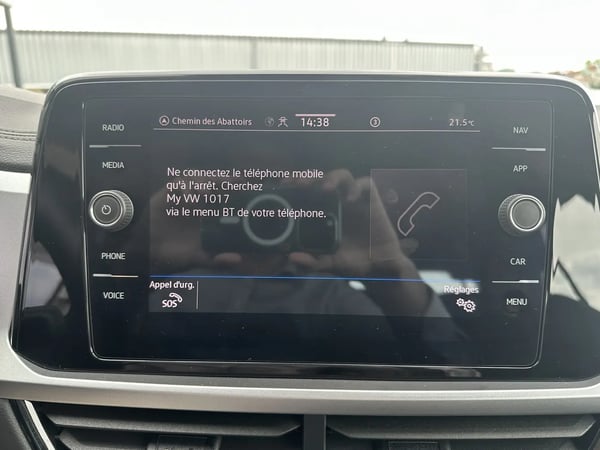 RADIO
MEDIA
PHONE
VOICE
Chemin des Abattoirs 14:38 3 21.5°C
Ne connectez le téléphone mobile
qu'à l'arrêt. Cherchez
My VW 1017
via le menu BT de votre téléphone.
Appel d'urg.
SOS
Réglages
NAV
APP
CAR
MENU